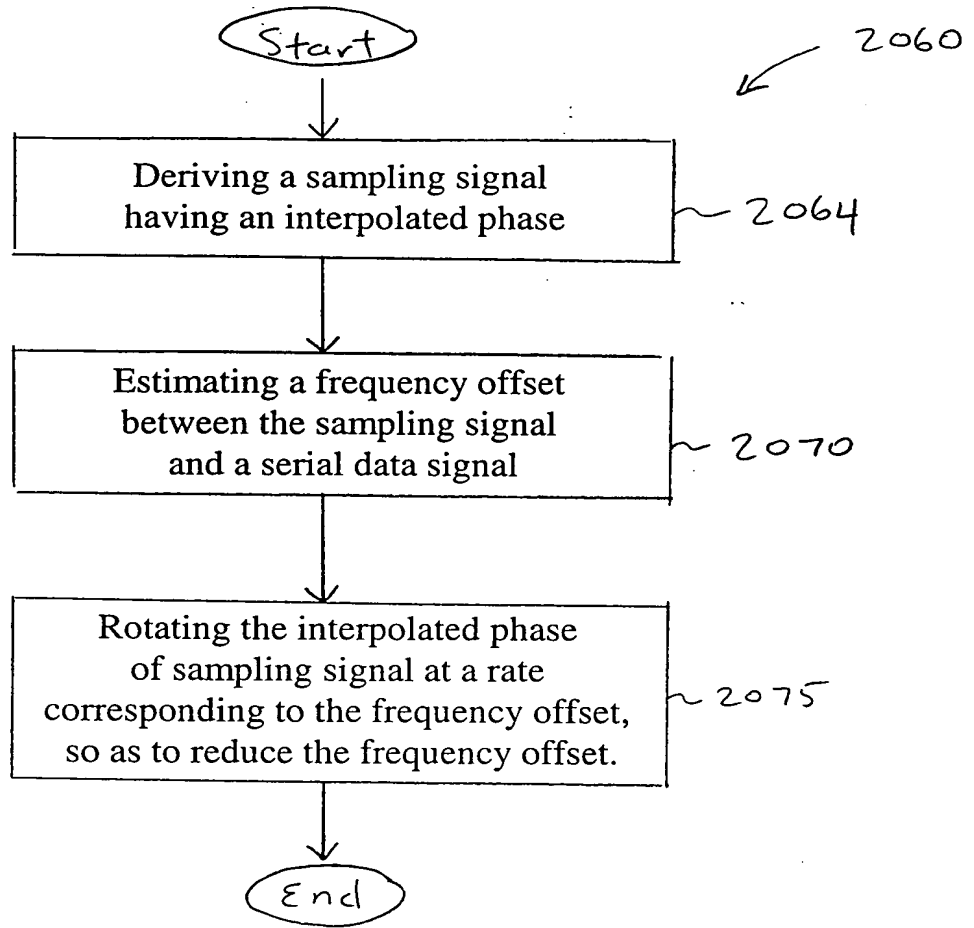 Start
2060
Deriving a sampling signal
having an interpolated phase
2064
Estimating a frequency offset
between the sampling signal
and a serial data signal
2070
Rotating the interpolated phase
of sampling signal at a rate
corresponding to the frequency offset,
so as to reduce the frequency offset.
2075
End